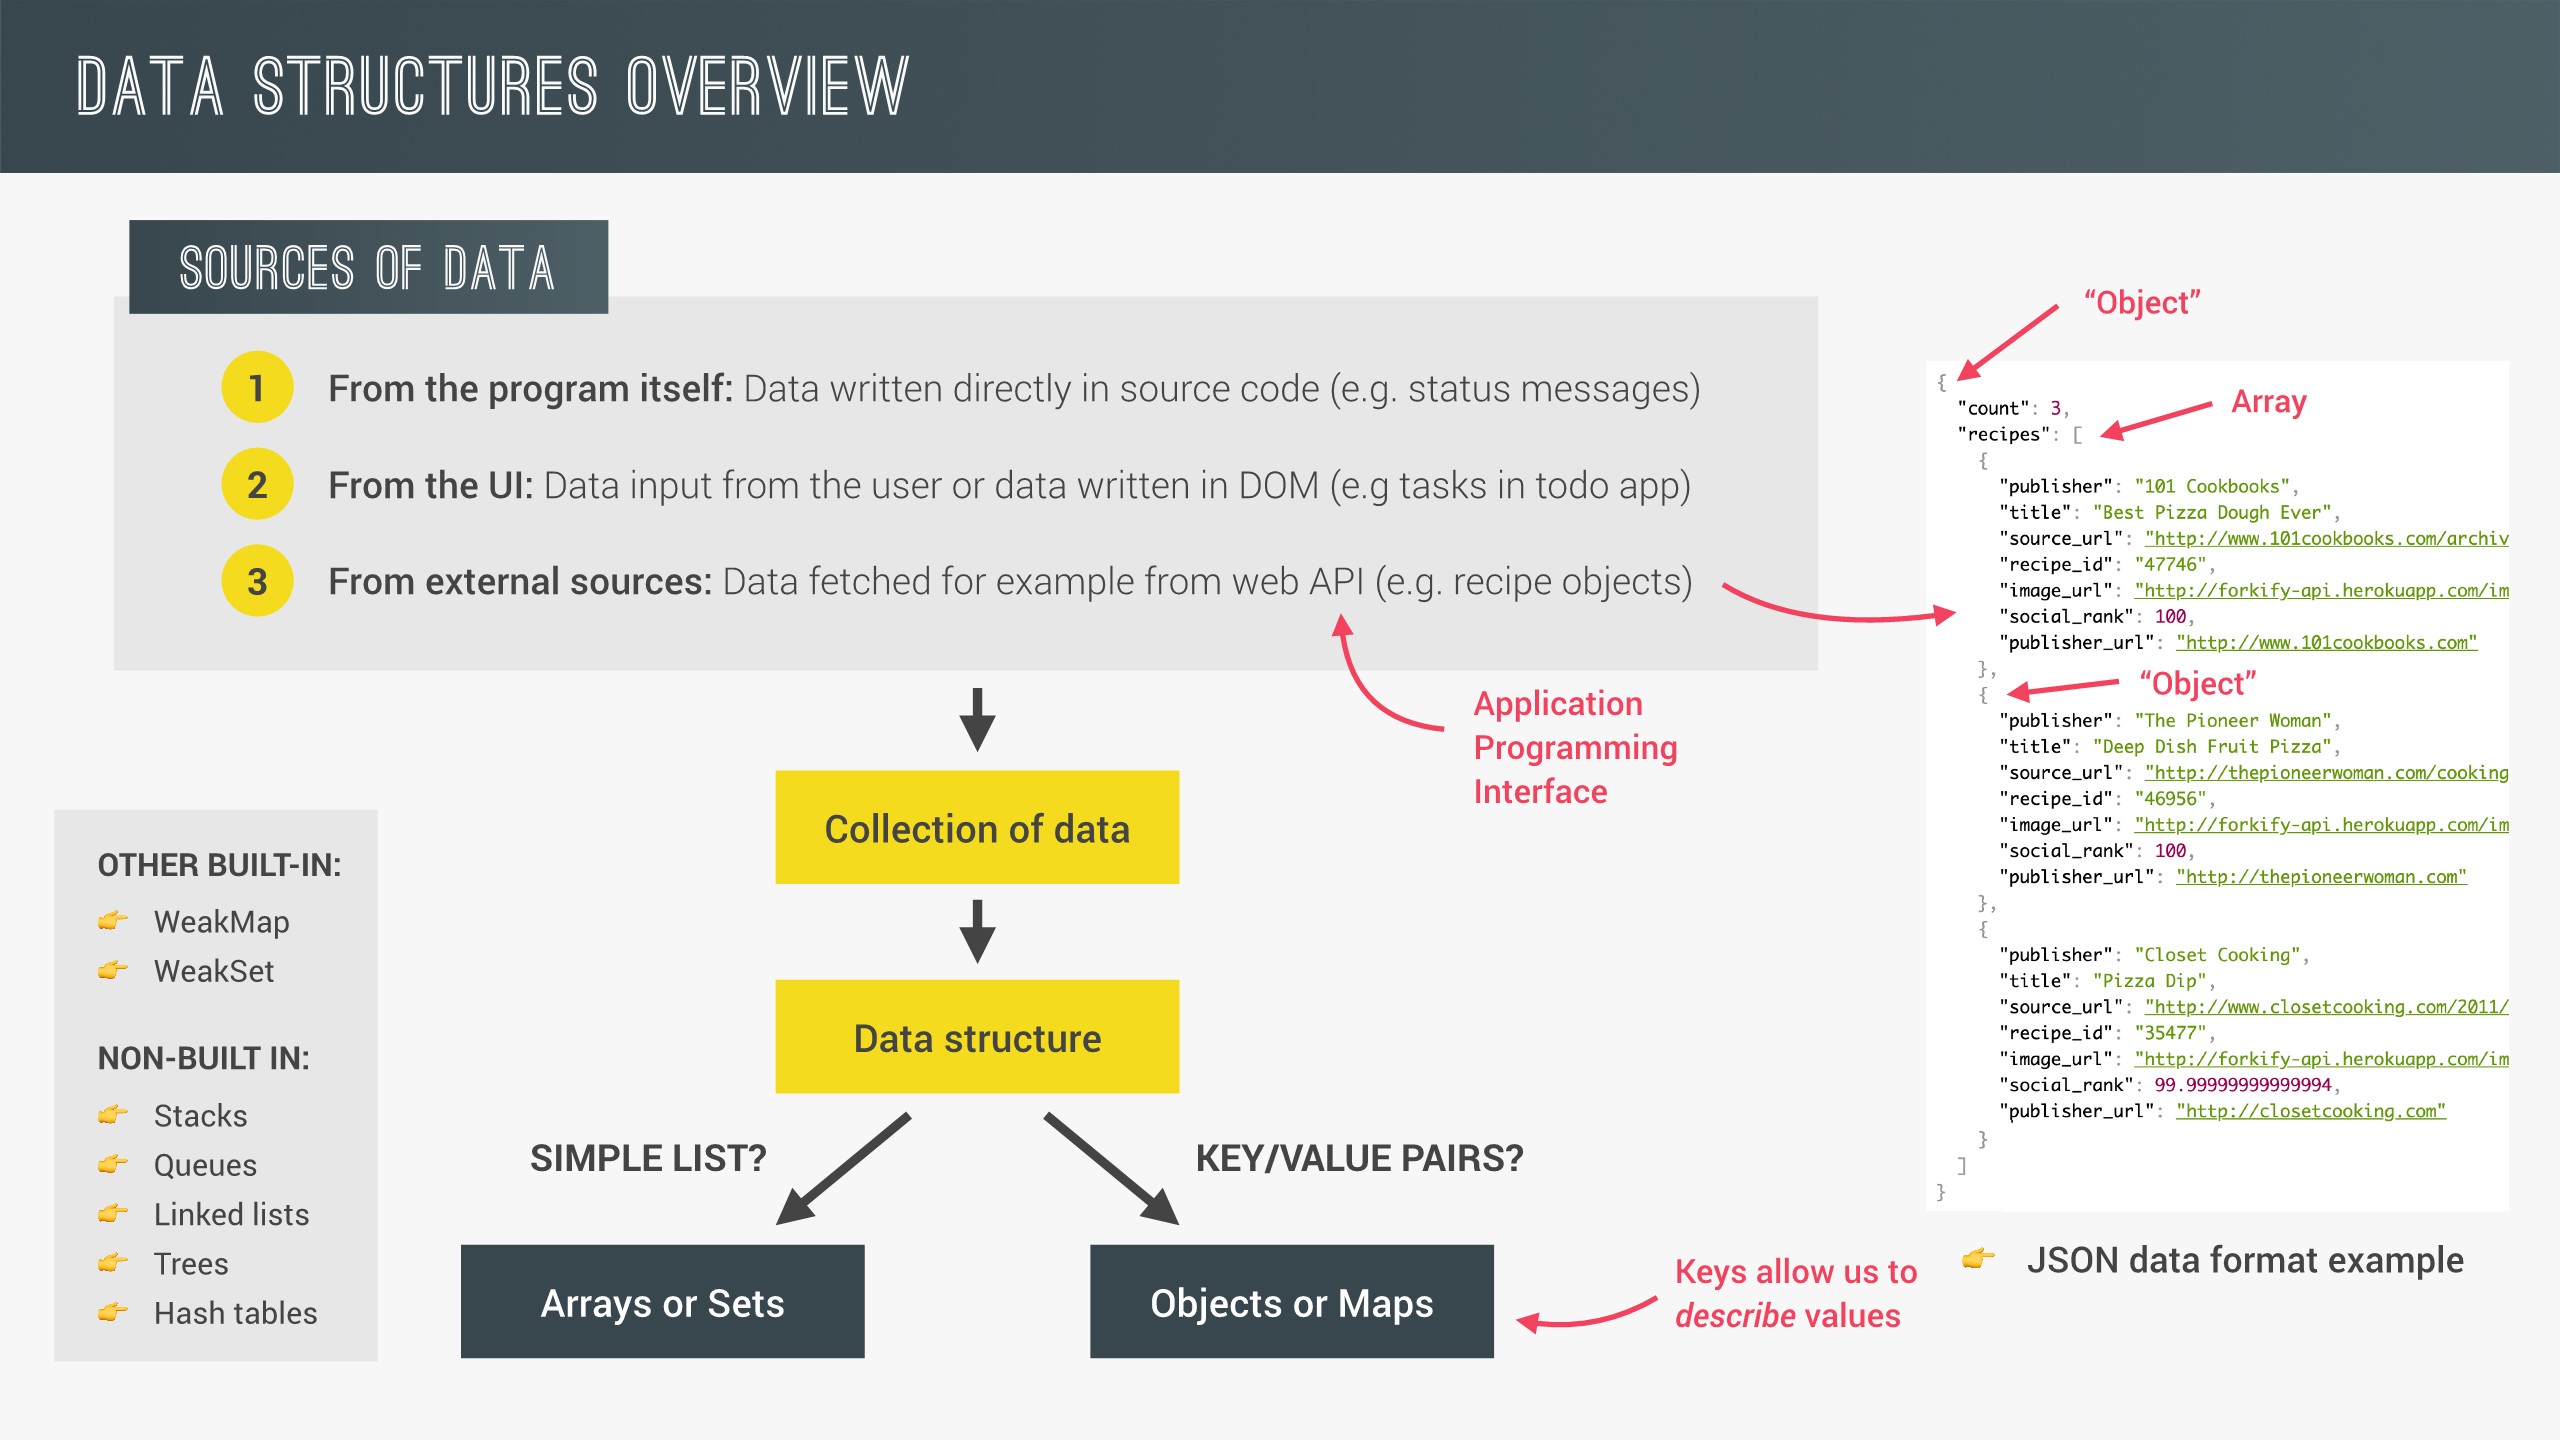 DATA STRUCTURES OVERVIEW
SOURCES OF DATA
1 From the program itself: Data written directly in source code (e.g. status messages)
2 From the UI: Data input from the user or data written in DOM (e.g tasks in todo app)
3 From external sources: Data fetched for example from web API (e.g. recipe objects)
Application
Programming
Interface
Collection of data
Data structure
SIMPLE LIST?
KEY/VALUE PAIRS?
Arrays or Sets
Objects or Maps
Keys allow us to
describe values
OTHER BUILT-IN:
👉 WeakMap
👉 WeakSet
NON-BUILT IN:
👉 Stacks
👉 Queues
👉 Linked lists
👉 Trees
👉 Hash tables
“Object”
{
"count": 3,
Array
"recipes": [
{
"publisher": "101 Cookbooks",
"title": "Best Pizza Dough Ever",
"source_url": "http://www.101cookbooks.com/archiv
"recipe_id": "47746",
"image_url": "http://forkify-api.herokuapp.com/im
"social_rank": 100,
"publisher_url": "http://www.101cookbooks.com"
},
“Object”
{
"publisher": "The Pioneer Woman",
"title": "Deep Dish Fruit Pizza",
"source_url": "http://thepioneerwoman.com/cooking
"recipe_id": "46956",
"image_url": "http://forkify-api.herokuapp.com/im
"social_rank": 100,
"publisher_url": "http://thepioneerwoman.com"
},
{
"publisher": "Closet Cooking",
"title": "Pizza Dip",
"source_url": "http://www.closetcooking.com/2011/
"recipe_id": "35477",
"image_url": "http://forkify-api.herokuapp.com/im
"social_rank": 99.99999999999994,
"publisher_url": "http://closetcooking.com"
}
]
}
👉 JSON data format example